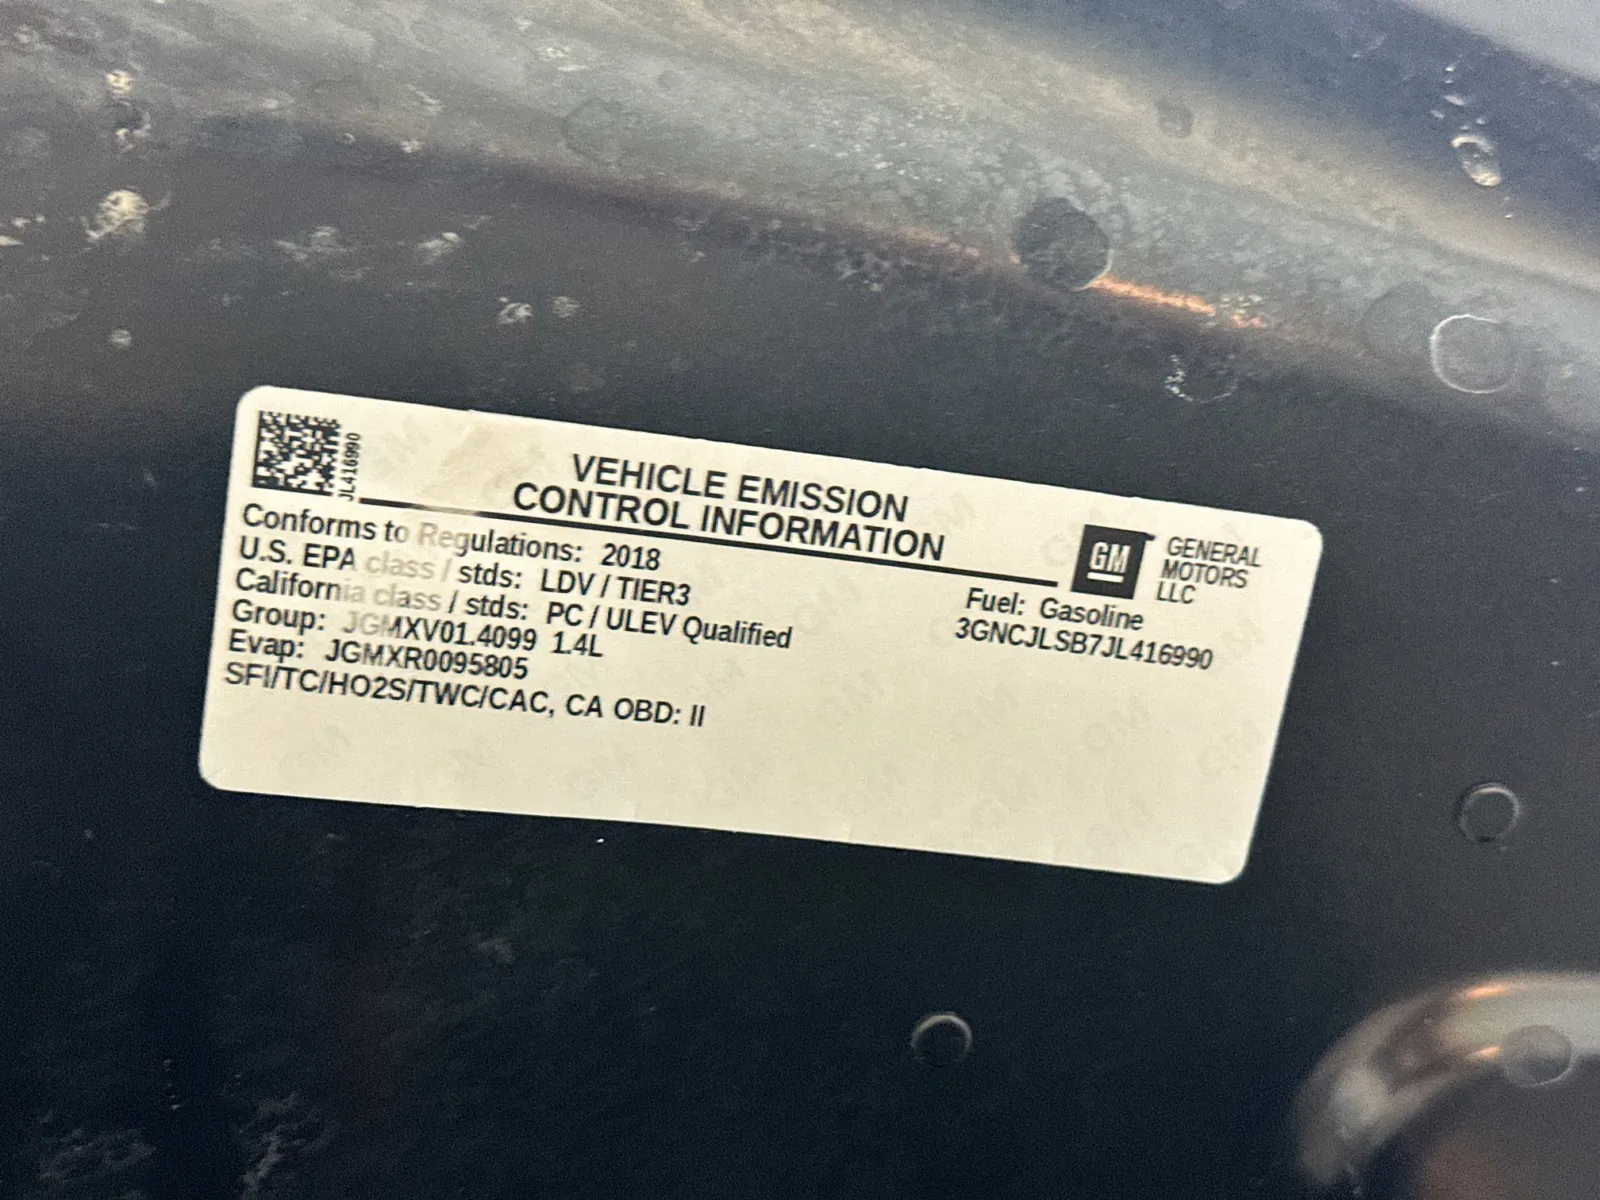 JL416990
VEHICLE EMISSION
CONTROL INFORMATION
GM
GENERAL
MOTORS
LLC
Conforms to Regulations: 2018
U.S. EPA class / stds: LDV / TIER3
California class / stds: PC / ULEV Qualified
Group: JGMXV01.4099 1.4L
Evap: JGMXR0095805
SFI/TC/HO2S/TWC/CAC, CA OBD: II
Fuel: Gasoline
3GNCJLSB7JL416990